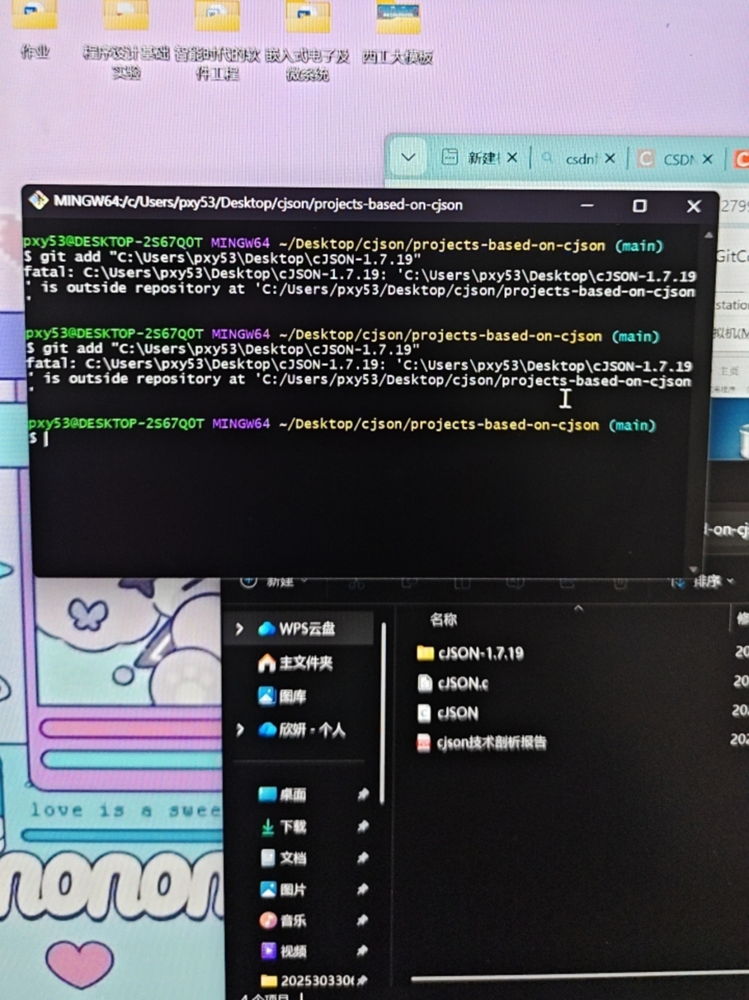 作业
程序设计基础实验
智能时代的软件工程
嵌入式电子及微系统
西工大模板
新建
csdn
CSDN
MINGW64:/c/Users/pxy53/Desktop/cjson/projects-based-on-cjson
279
pxy53@DESKTOP-2S67Q0T MINGW64 ~/Desktop/cjson/projects-based-on-cjson (main)
$ git add "C:\Users\pxy53\Desktop\cJSON-1.7.19"
fatal: C:\Users\pxy53\Desktop\cJSON-1.7.19: 'C:\Users\pxy53\Desktop\cJSON-1.7.19
' is outside repository at 'C:/Users/pxy53/Desktop/cjson/projects-based-on-cjson
'
pxy53@DESKTOP-2S67Q0T MINGW64 ~/Desktop/cjson/projects-based-on-cjson (main)
$ git add "C:\Users\pxy53\Desktop\cJSON-1.7.19"
fatal: C:\Users\pxy53\Desktop\cJSON-1.7.19: 'C:\Users\pxy53\Desktop\cJSON-1.7.19
' is outside repository at 'C:/Users/pxy53/Desktop/cjson/projects-based-on-cjson
'
pxy53@DESKTOP-2S67Q0T MINGW64 ~/Desktop/cjson/projects-based-on-cjson (main)
$
GitC
station
拟机(M
主页
-on-cj
新建
排序
名称
修
WPS云盘
主文件夹
图库
欣妍 - 个人
桌面
下载
文档
图片
音乐
视频
202530330
4个项目
cJSON-1.7.19
20
cJSON.c
20
cJSON
20
cjson技术剖析报告
202
love is a swee
nonon